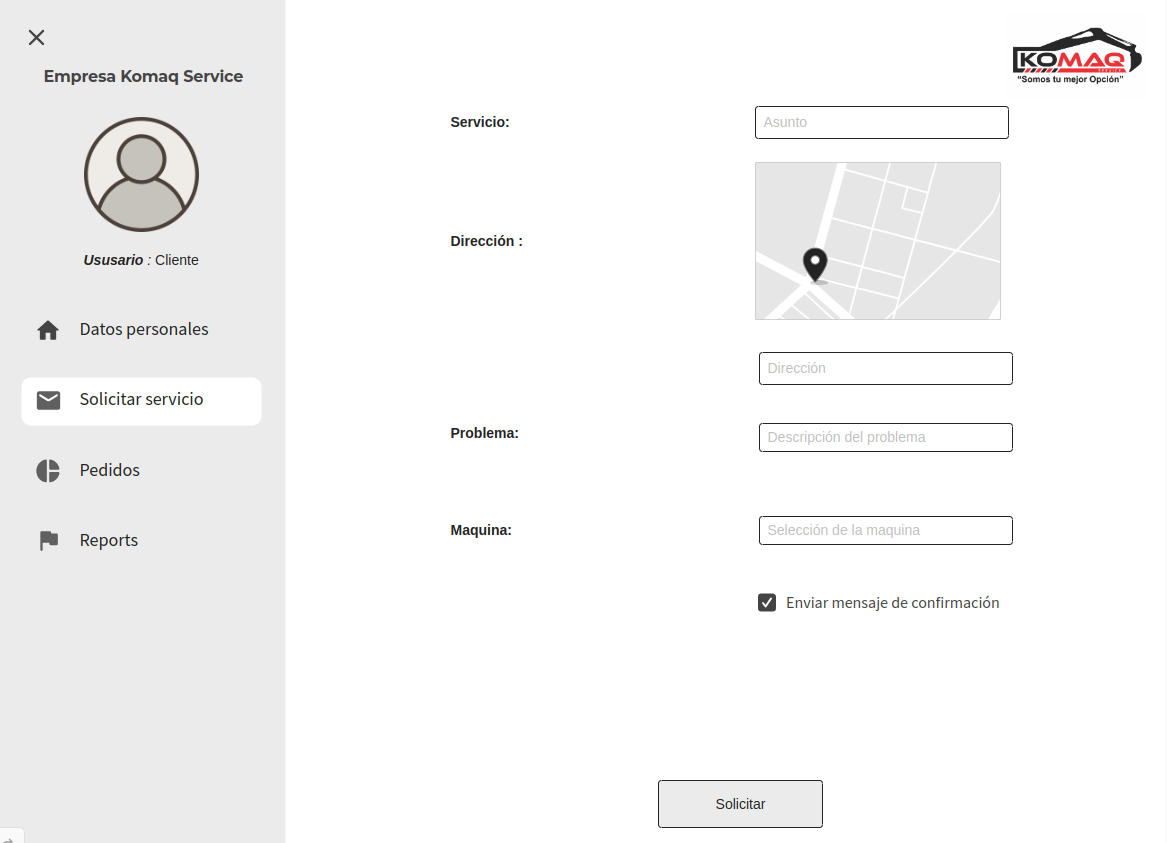 Empresa Komaq Service
Ususario : Cliente
Datos personales
Solicitar servicio
Pedidos
Reports
KOMAQ
SERVICE
“Somos tu mejor Opción”
Servicio:
Asunto
Dirección :
Dirección
Problema:
Descripción del problema
Maquina:
Selección de la maquina
Enviar mensaje de confirmación
Solicitar